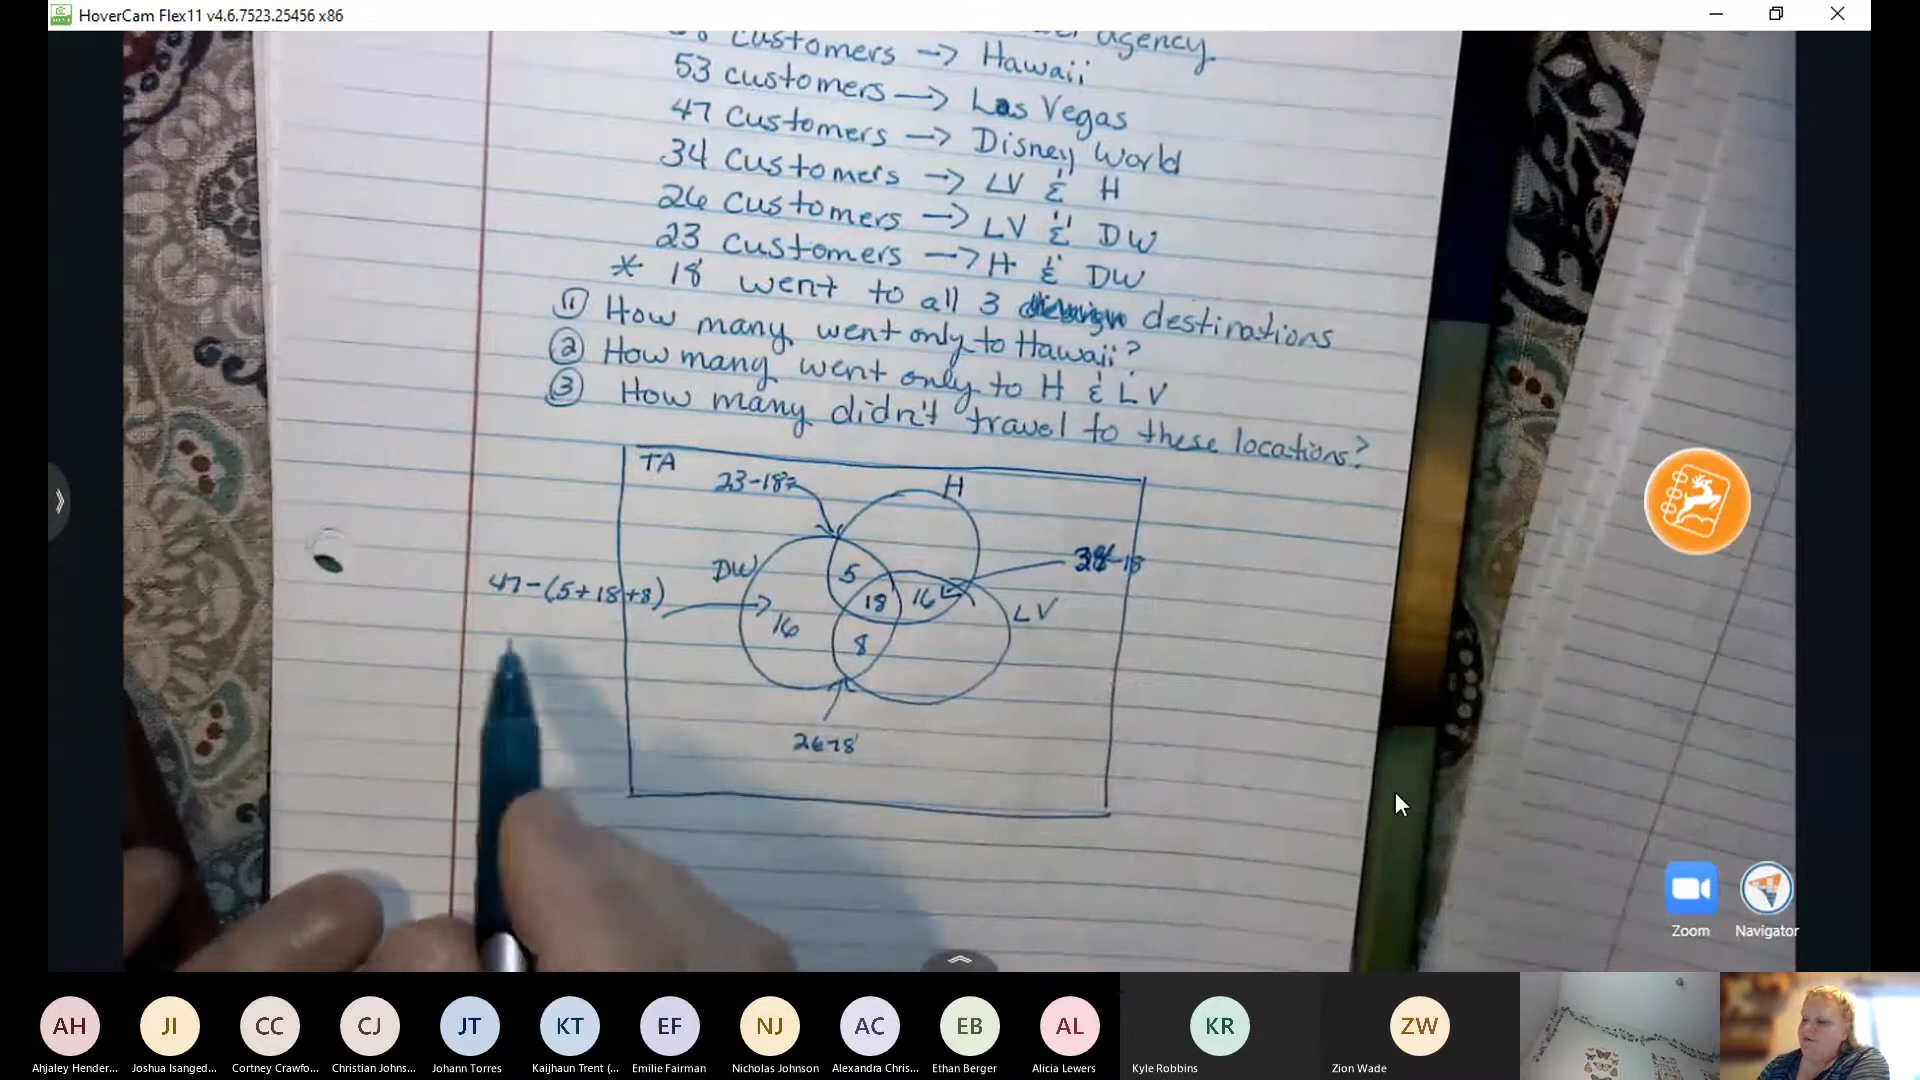 HoverCam Flex11 v4.6.7523.25456 x86
agency
customers → Hawaii
53 customers → Las Vegas
47 customers → Disney World
34 customers → LV & H
26 customers → LV & DW
23 customers → H & DW
* 18 went to all 3 destinations
① How many went only to Hawaii?
② How many went only to H & LV
③ How many didn't travel to these locations?
TA
23-18=
H
DW
5
-18
47-(5+18+8)
18
16
LV
16
8
26-18
Zoom
Navigator
AH
JI
CC
CJ
JT
KT
EF
NJ
AC
EB
AL
KR
ZW
Ahjaley Hender...
Joshua Isanged...
Cortney Crawfo...
Christian Johns...
Johann Torres
Kaijhaun Trent (...
Emilie Fairman
Nicholas Johnson
Alexandra Chris...
Ethan Berger
Alicia Lewers
Kyle Robbins
Zion Wade